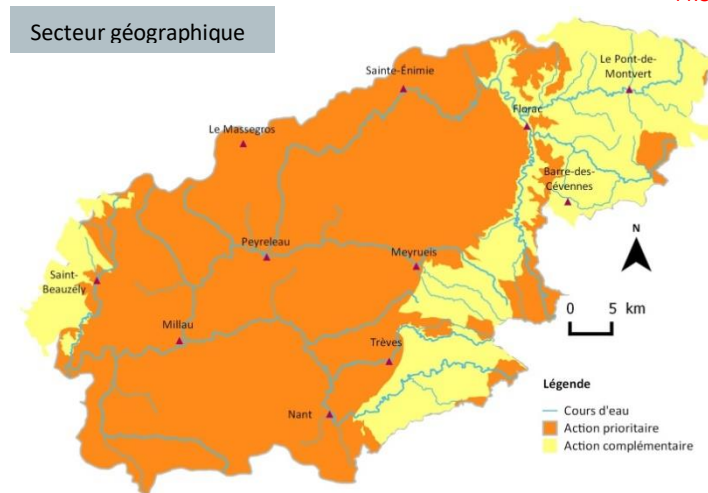 Secteur géographique
Le Pont-de-
Montvert
Sainte-Énimie
Florac
Le Massegros
Barre-des-
Cévennes
Peyreleau
Meyrueis
Saint-
Beauzély
N
0 5 km
Millau
Trèves
Nant
Légende
Cours d'eau
Action prioritaire
Action complémentaire